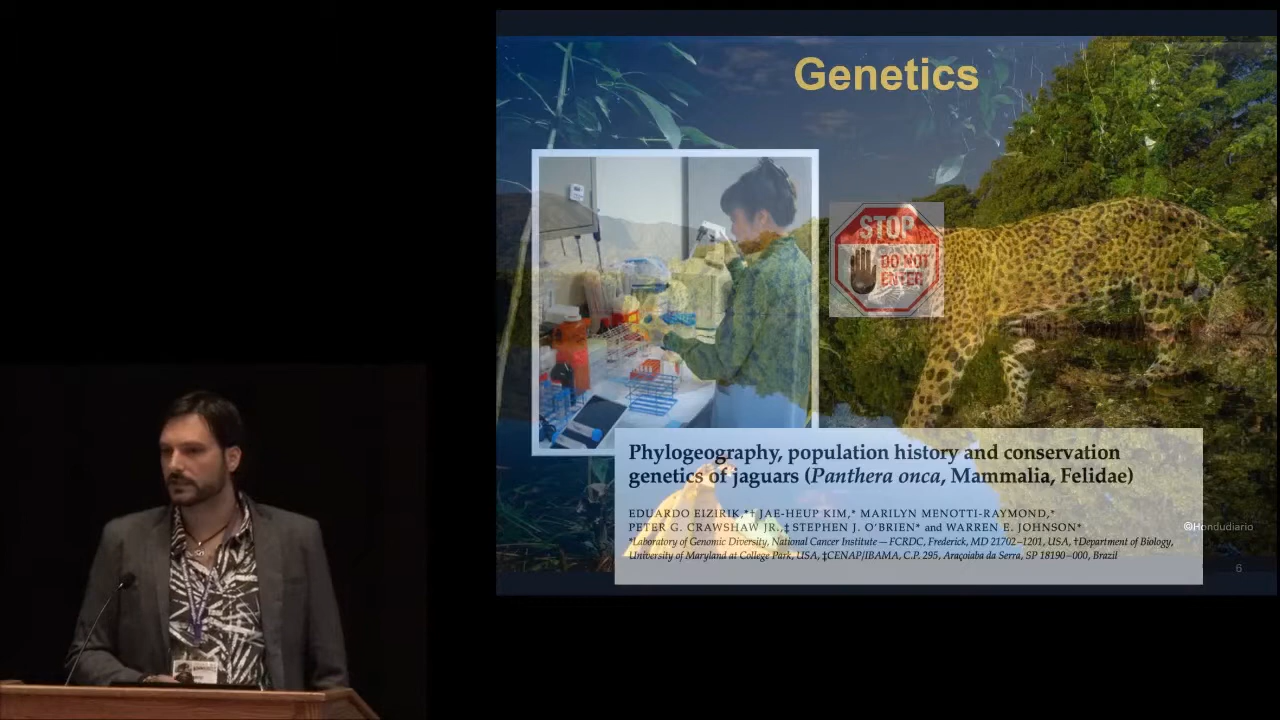 Genetics
STOP
DO NOT
ENTER
Phylogeography, population history and conservation
genetics of jaguars (Panthera onca, Mammalia, Felidae)
EDUARDO EIZIRIK,*† JAE-HEUP KIM,* MARILYN MENOTTI-RAYMOND,*
PETER G. CRAWSHAW JR.,‡ STEPHEN J. O'BRIEN* and WARREN E. JOHNSON*
*Laboratory of Genomic Diversity, National Cancer Institute — FCRDC, Frederick, MD 21702–1201, USA, †Department of Biology,
University of Maryland at College Park, USA, ‡CENAP/IBAMA, C.P. 295, Araçoiaba da Serra, SP 18190–000, Brazil
©Hondudiario
6